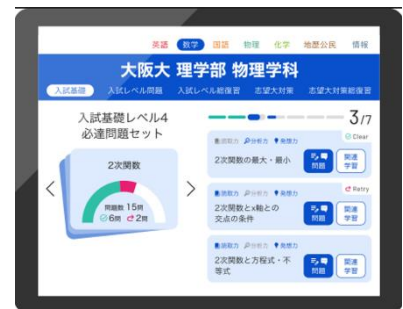 英語 数学 国語 物理 化学 地歴公民 情報
大阪大 理学部 物理学科
入試基礎 入試レベル問題 入試レベル総復習 志望大対策 志望大対策総復習
入試基礎レベル4
必達問題セット
2次関数
問題数 15問
6問 2問
3/7
Clear
読解力 分析力 発想力
2次関数の最大・最小
問題
関連
学習
Retry
読解力 分析力 発想力
2次関数とx軸との
交点の条件
問題
関連
学習
読解力 分析力 発想力
2次関数と方程式・不
等式
問題
関連
学習